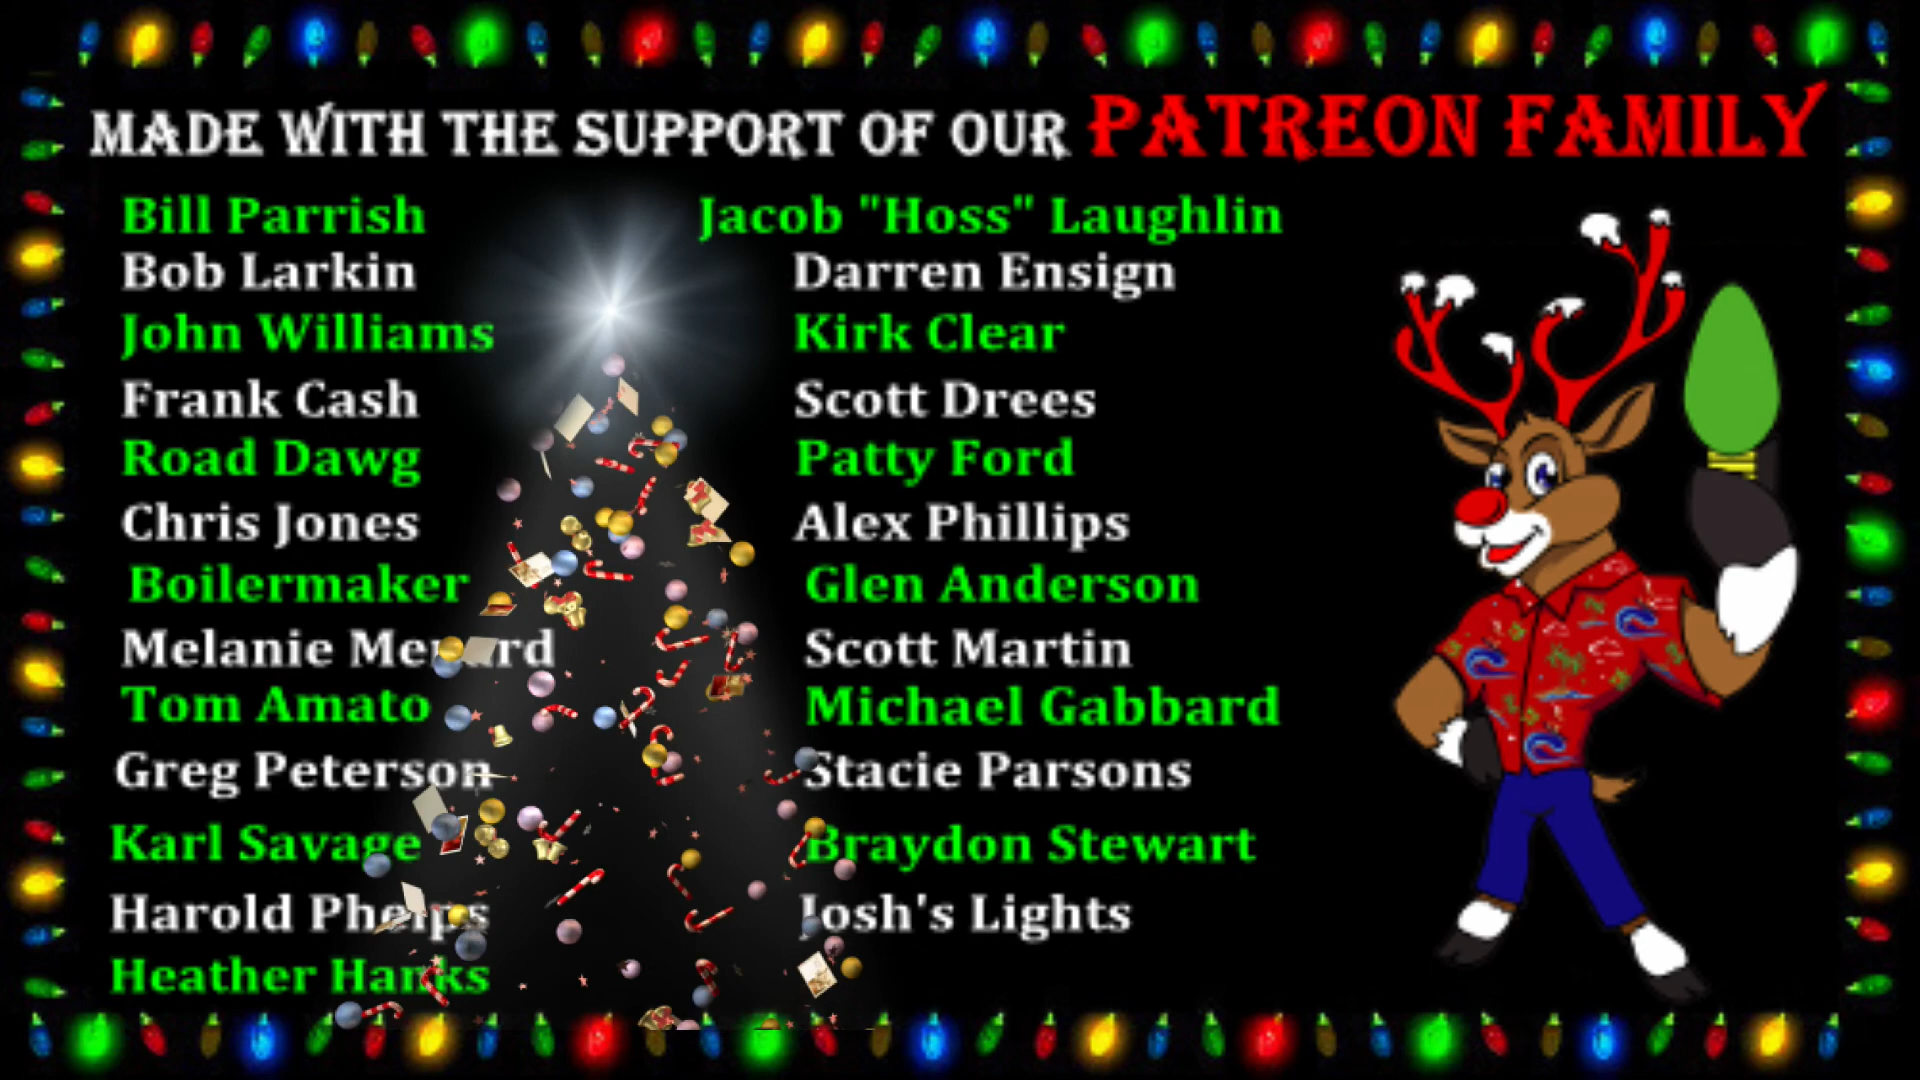 MADE WITH THE SUPPORT OF OUR PATREON FAMILY
Bill Parrish
Bob Larkin
John Williams
Frank Cash
Road Dawg
Chris Jones
Boilermaker
Melanie
Tom Amato
Greg Peterson
Karl Savage
Harold Phelps
Heather Hanks
Jacob "Hoss" Laughlin
Darren Ensign
Kirk Clear
Scott Drees
Patty Ford
Alex Phillips
Glen Anderson
Scott Martin
Michael Gabbard
Stacie Parsons
Braydon Stewart
Josh's Lights